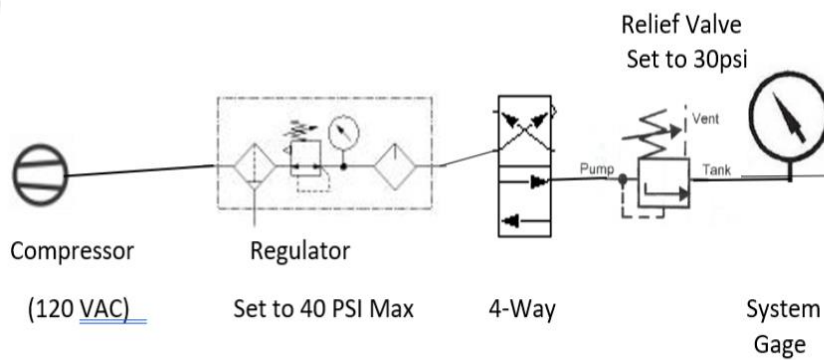 Relief Valve
Set to 30psi
Vent
Pump
Tank
Compressor
Regulator
(120 VAC)
Set to 40 PSI Max
4-Way
System
Gage